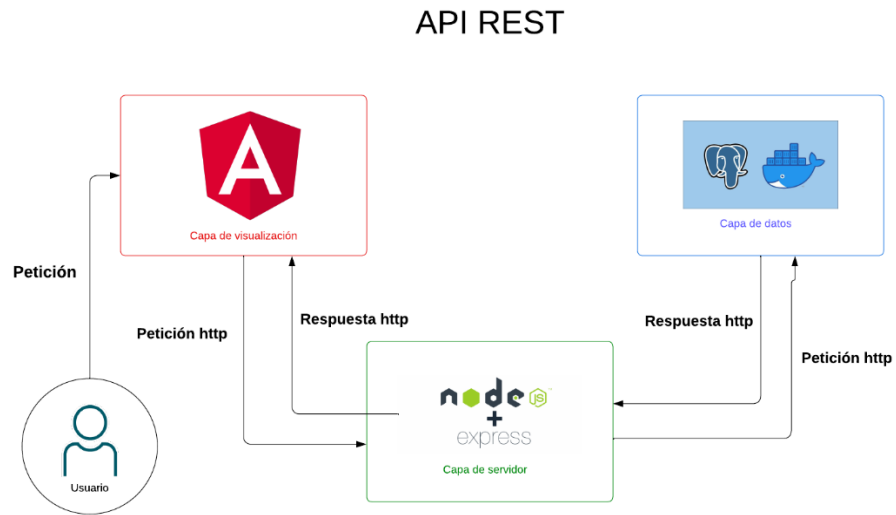 API REST
A
Capa de visualización
Capa de datos
Petición
Petición http
Respuesta http
Respuesta http
Petición http
node
JS
+
express
Capa de servidor
Usuario